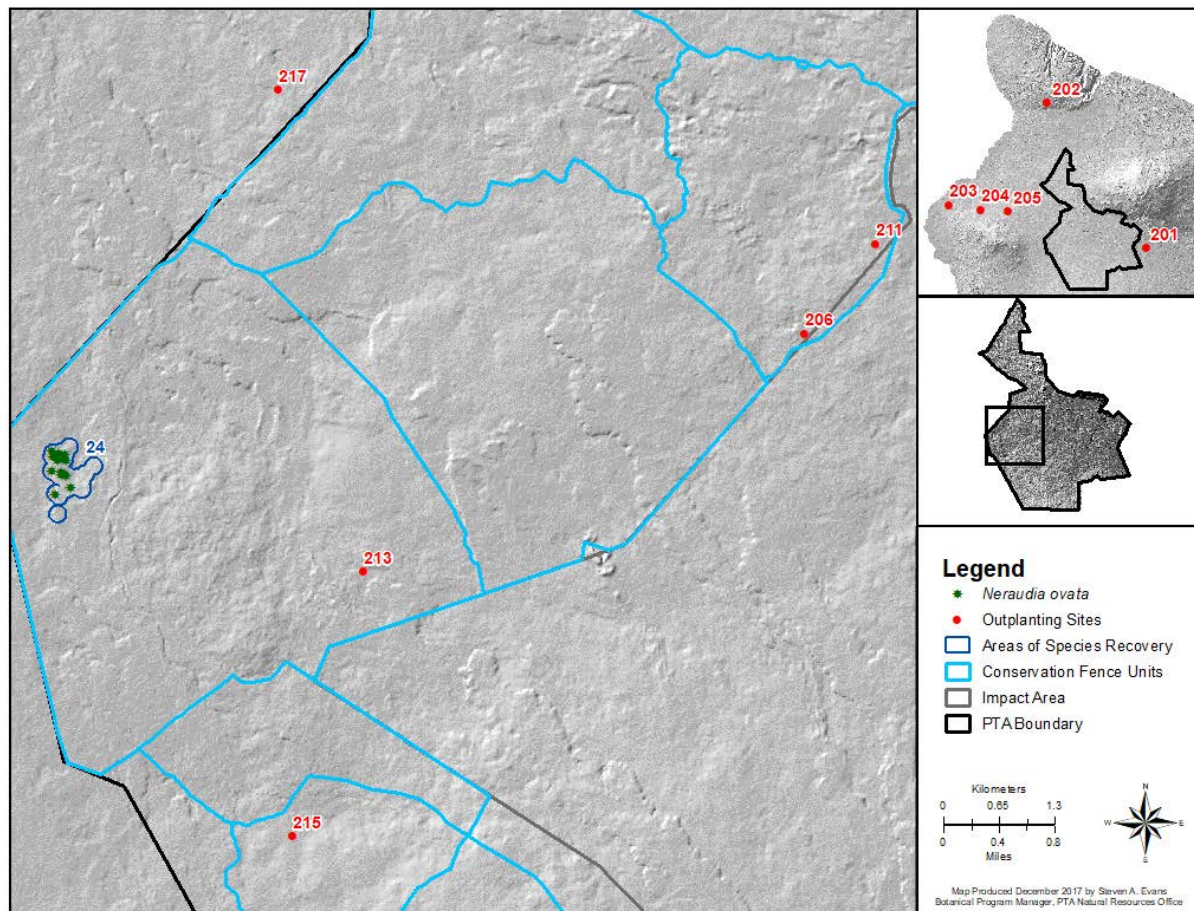 217
211
206
24
213
215
202
203
204
205
201
Legend
Neraudia ovata
Outplanting Sites
Areas of Species Recovery
Conservation Fence Units
Impact Area
PTA Boundary
Kilometers
0 0.65 1.3
0 0.4 0.8
Miles
N
W E
S
Map Produced December 2017 by Steven A. Evans
Botanical Program Manager, PTA Natural Resources Office